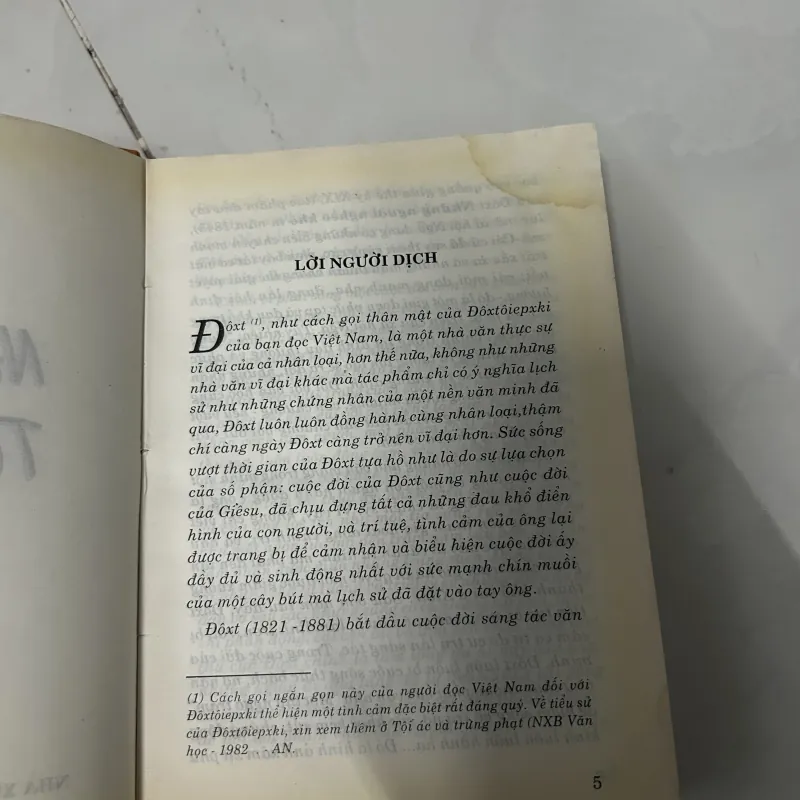 LỜI NGƯỜI DỊCH
Đôxt (1), như cách gọi thân mật của Đôxtôiepxki
của bạn đọc Việt Nam, là một nhà văn thực sự
vĩ đại của cả nhân loại, hơn thế nữa, không như những
nhà văn vĩ đại khác mà tác phẩm chỉ có ý nghĩa lịch
sử như những chứng nhân của một nền văn minh đã
qua, Đôxt luôn luôn đồng hành cùng nhân loại,thậm
chí càng ngày Đôxt càng trở nên vĩ đại hơn. Sức sống
vượt thời gian của Đôxt tựa hồ như là do sự lựa chọn
của số phận: cuộc đời của Đôxt cũng như cuộc đời
của Giêsu, đã chịu đựng tất cả những đau khổ điển
hình của con người, và trí tuệ, tình cảm của ông lại
được trang bị để cảm nhận và biểu hiện cuộc đời ấy
đầy đủ và sinh động nhất với sức mạnh chín muồi
của một cây bút mà lịch sử đã đặt vào tay ông.
Đôxt (1821 -1881) bắt đầu cuộc đời sáng tác văn
(1) Cách gọi ngắn gọn này của người đọc Việt Nam đối với
Đôxtôiepxki thể hiện một tình cảm đặc biệt rất đáng quý. Về tiểu sử
của Đôxtôiepxki, xin xem thêm ở Tội ác và trừng phạt (NXB Văn
học - 1982 . - AN.
5
NHÀ X